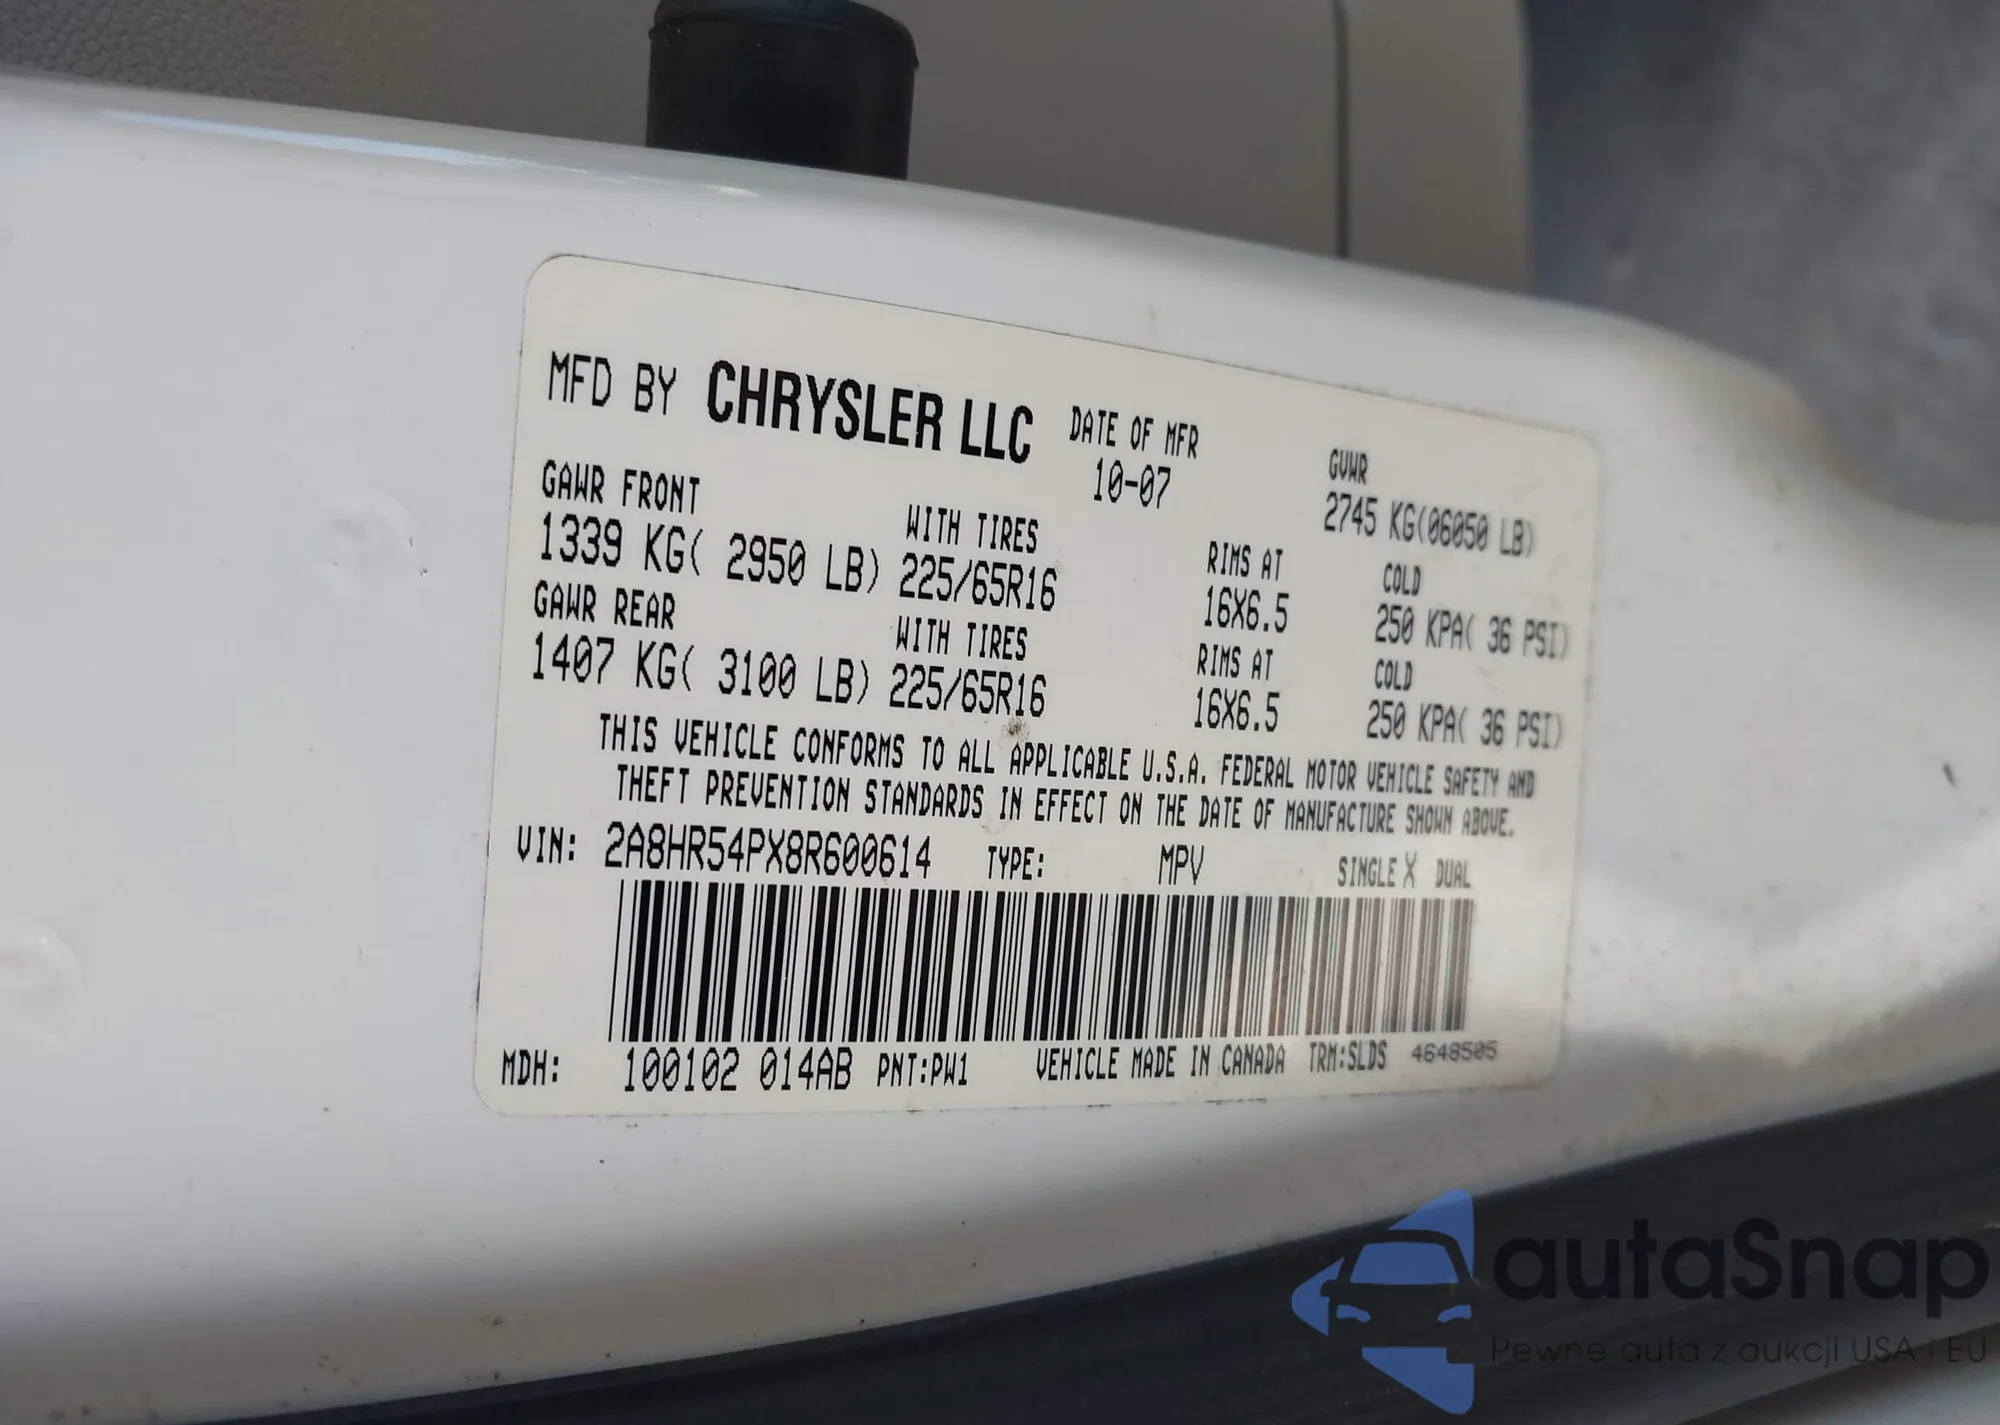 MFD BY CHRYSLER LLC DATE OF MFR GVWR
10-07 2745 KG(06050 LB)
GAWR FRONT WITH TIRES RIMS AT COLD
1339 KG( 2950 LB) 225/65R16 16X6.5 250 KPA( 36 PSI)
GAWR REAR WITH TIRES RIMS AT COLD
1407 KG( 3100 LB) 225/65R16 16X6.5 250 KPA( 36 PSI)
THIS VEHICLE CONFORMS TO ALL APPLICABLE U.S.A. FEDERAL MOTOR VEHICLE SAFETY AND
THEFT PREVENTION STANDARDS IN EFFECT ON THE DATE OF MANUFACTURE SHOWN ABOVE.
VIN: 2A8HR54PX8R600614 TYPE: MPV SINGLE X DUAL
MDH: 100102 014AB PNT:PW1 VEHICLE MADE IN CANADA TRM:SLDS 4648505
autaSnap
Pewne auta z aukcji USA i EU